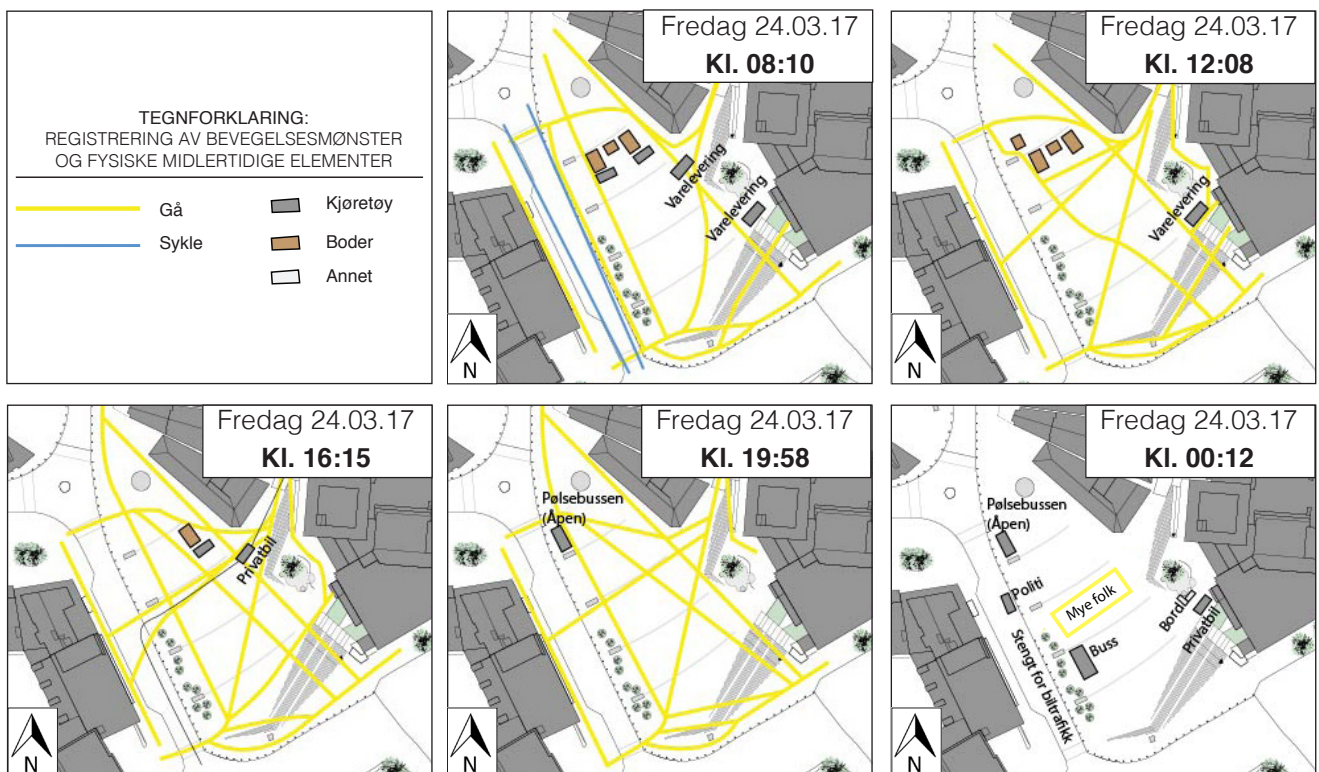 TEGNFORKLARING:
REGISTRERING AV BEVEGELSESMØNSTER
OG FYSISKE MIDLERTIDIGE ELEMENTER
Gå
Sykle
Kjøretøy
Boder
Annet
Fredag 24.03.17
Kl. 08:10
Varelevering
Varelevering
N
Fredag 24.03.17
Kl. 12:08
Varelevering
N
Fredag 24.03.17
Kl. 16:15
Privatbil
N
Fredag 24.03.17
Kl. 19:58
Pølsebussen
(Åpen)
N
Fredag 24.03.17
Kl. 00:12
Pølsebussen
(Åpen)
Politi
Mye folk
Bord
Privatbil
Buss
Stengt for biltrafikk
N